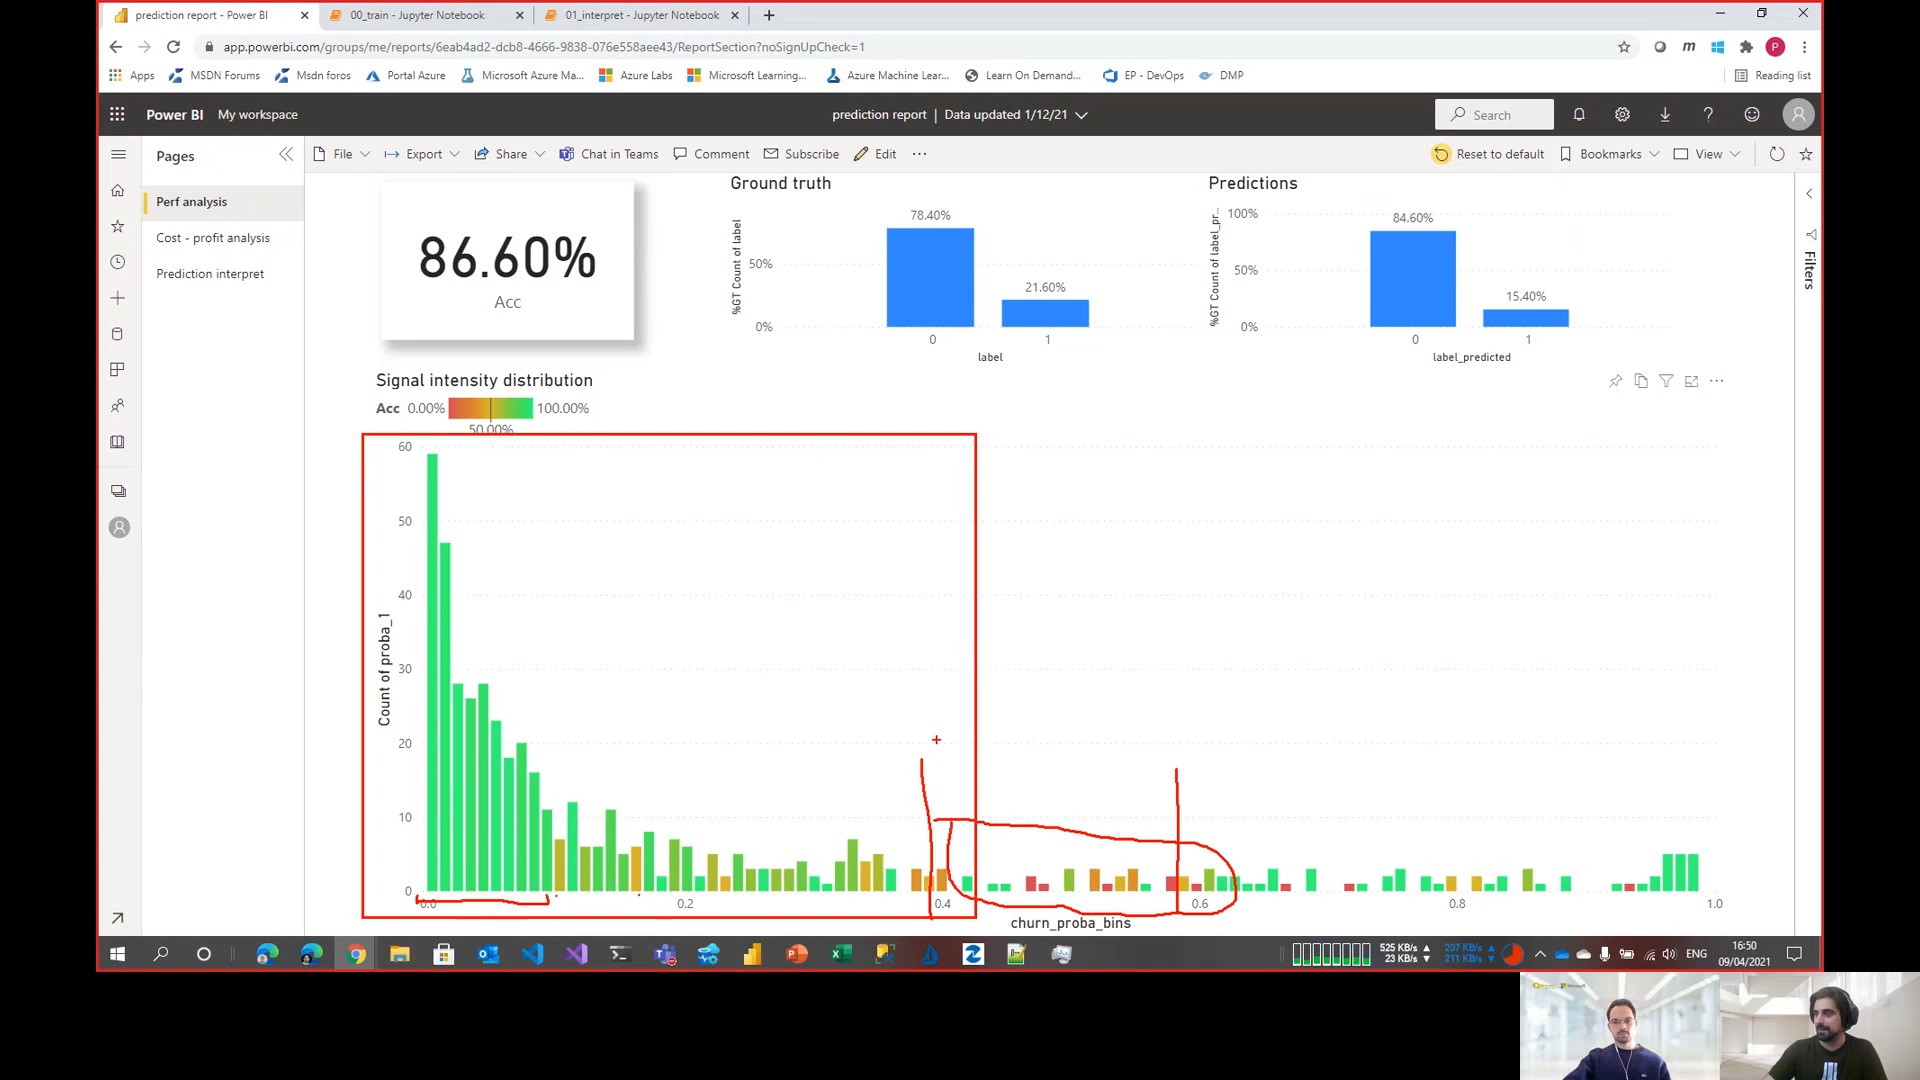 prediction report - Power BI
00_train - Jupyter Notebook
01_interpret - Jupyter Notebook
app.powerbi.com/groups/me/reports/6eab4ad2-dcb8-4666-9838-076e558aee43/ReportSection?noSignUpCheck=1
m
P
Apps
MSDN Forums
Msdn foros
Portal Azure
Microsoft Azure Ma...
Azure Labs
Microsoft Learning...
Azure Machine Lear...
Learn On Demand...
EP - DevOps
DMP
Reading list
Power BI My workspace
prediction report | Data updated 1/12/21
Search
Pages
Perf analysis
Cost - profit analysis
Prediction interpret
File
Export
Share
Chat in Teams
Comment
Subscribe
Edit
Reset to default
Bookmarks
View
Filters
86.60%
Acc
Ground truth
%GT Count of label
50%
0%
78.40%
21.60%
0
1
label
Predictions
%GT Count of label_pr...
100%
50%
0%
84.60%
15.40%
0
1
label_predicted
Signal intensity distribution
Acc 0.00% 100.00%
50.00%
Count of proba_1
60
50
40
30
20
10
0
0.0
0.2
0.4
0.6
0.8
1.0
churn_proba_bins
525 KB/s
23 KB/s
207 KB/s
211 KB/s
ENG
16:50
09/04/2021